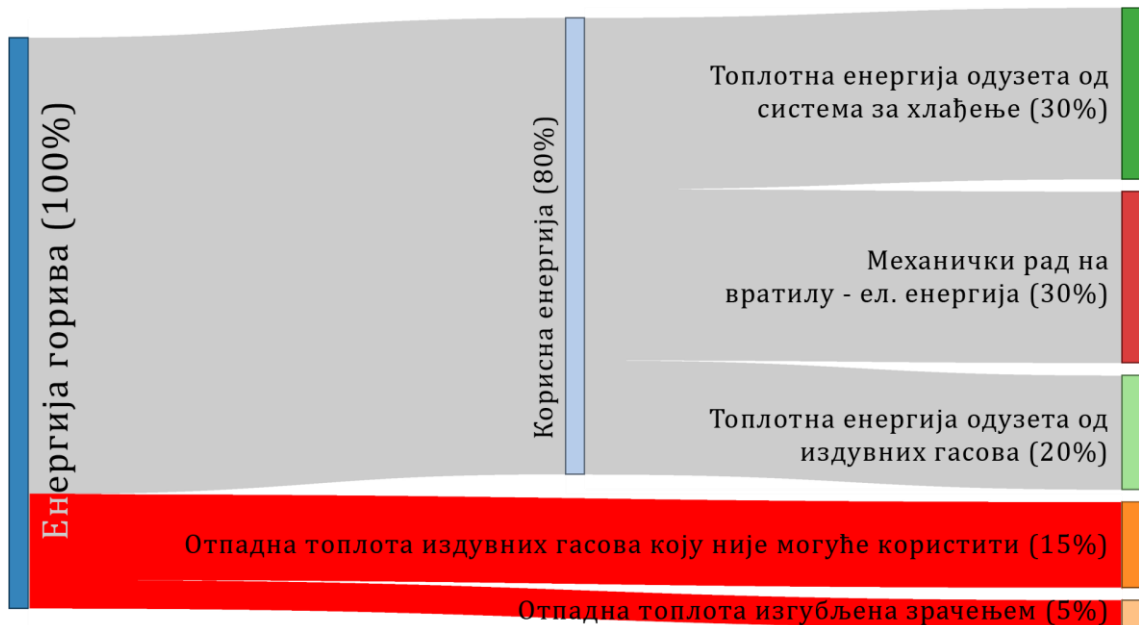 Енергија горива (100%)
Корисна енергија (80%)
Топлотна енергија одузета од
система за хлађење (30%)
Механички рад на
вратилу - ел. енергија (30%)
Топлотна енергија одузета од
издувних гасова (20%)
Отпадна топлота издувних гасова коју није могуће користити (15%)
Отпадна топлота изгубљена зрачењем (5%)